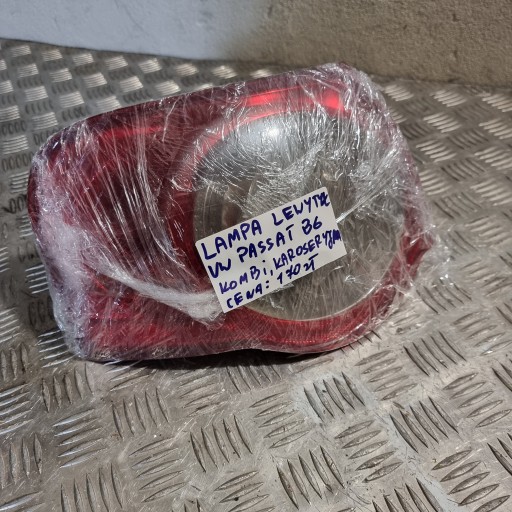 LAMPA LEWY TYŁ
VW PASSAT B6
KOMBI, KAROSERYJNA
CENA: 170 zł